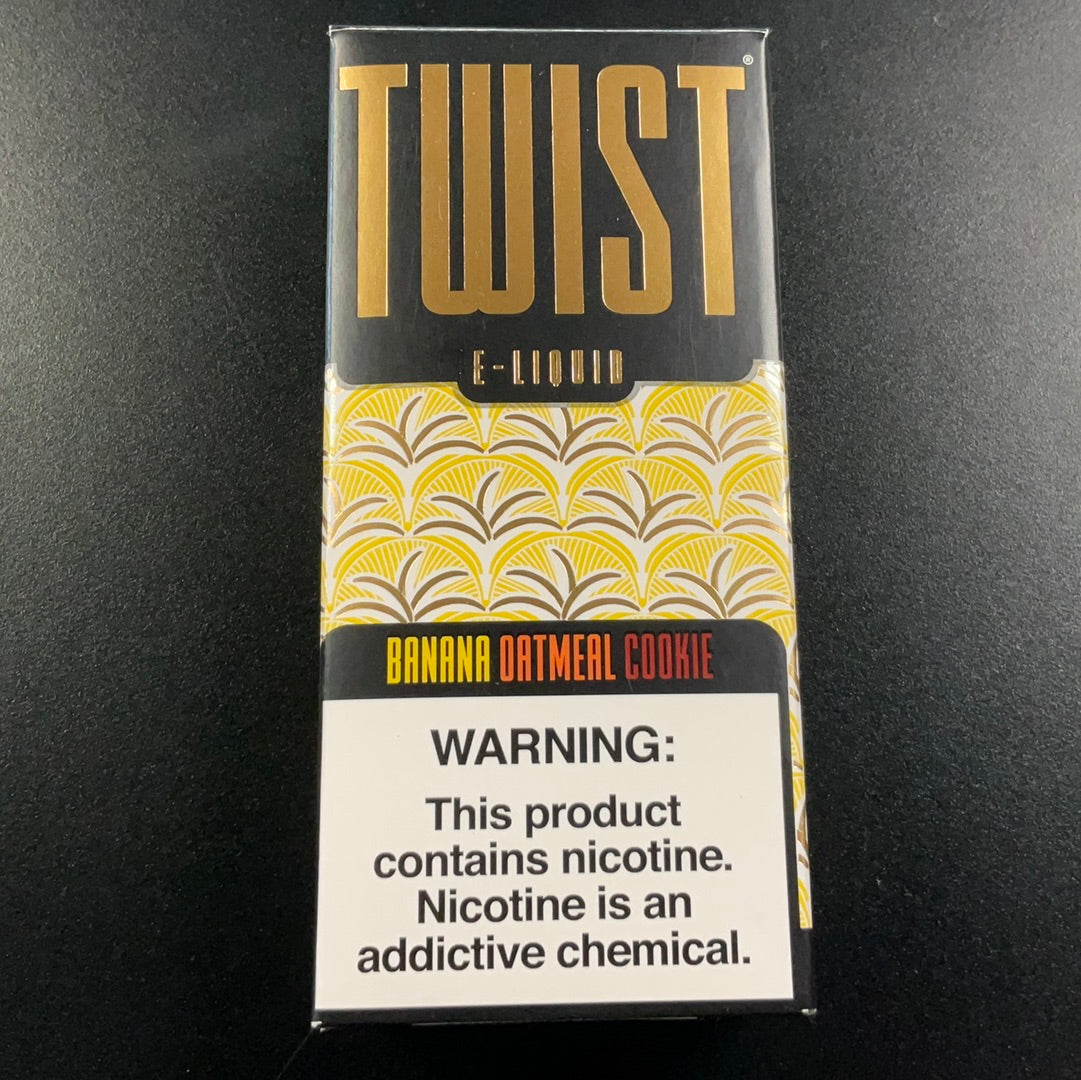 TWIST®
E-LIQUID
BANANA OATMEAL COOKIE
WARNING:
This product
contains nicotine.
Nicotine is an
addictive chemical.